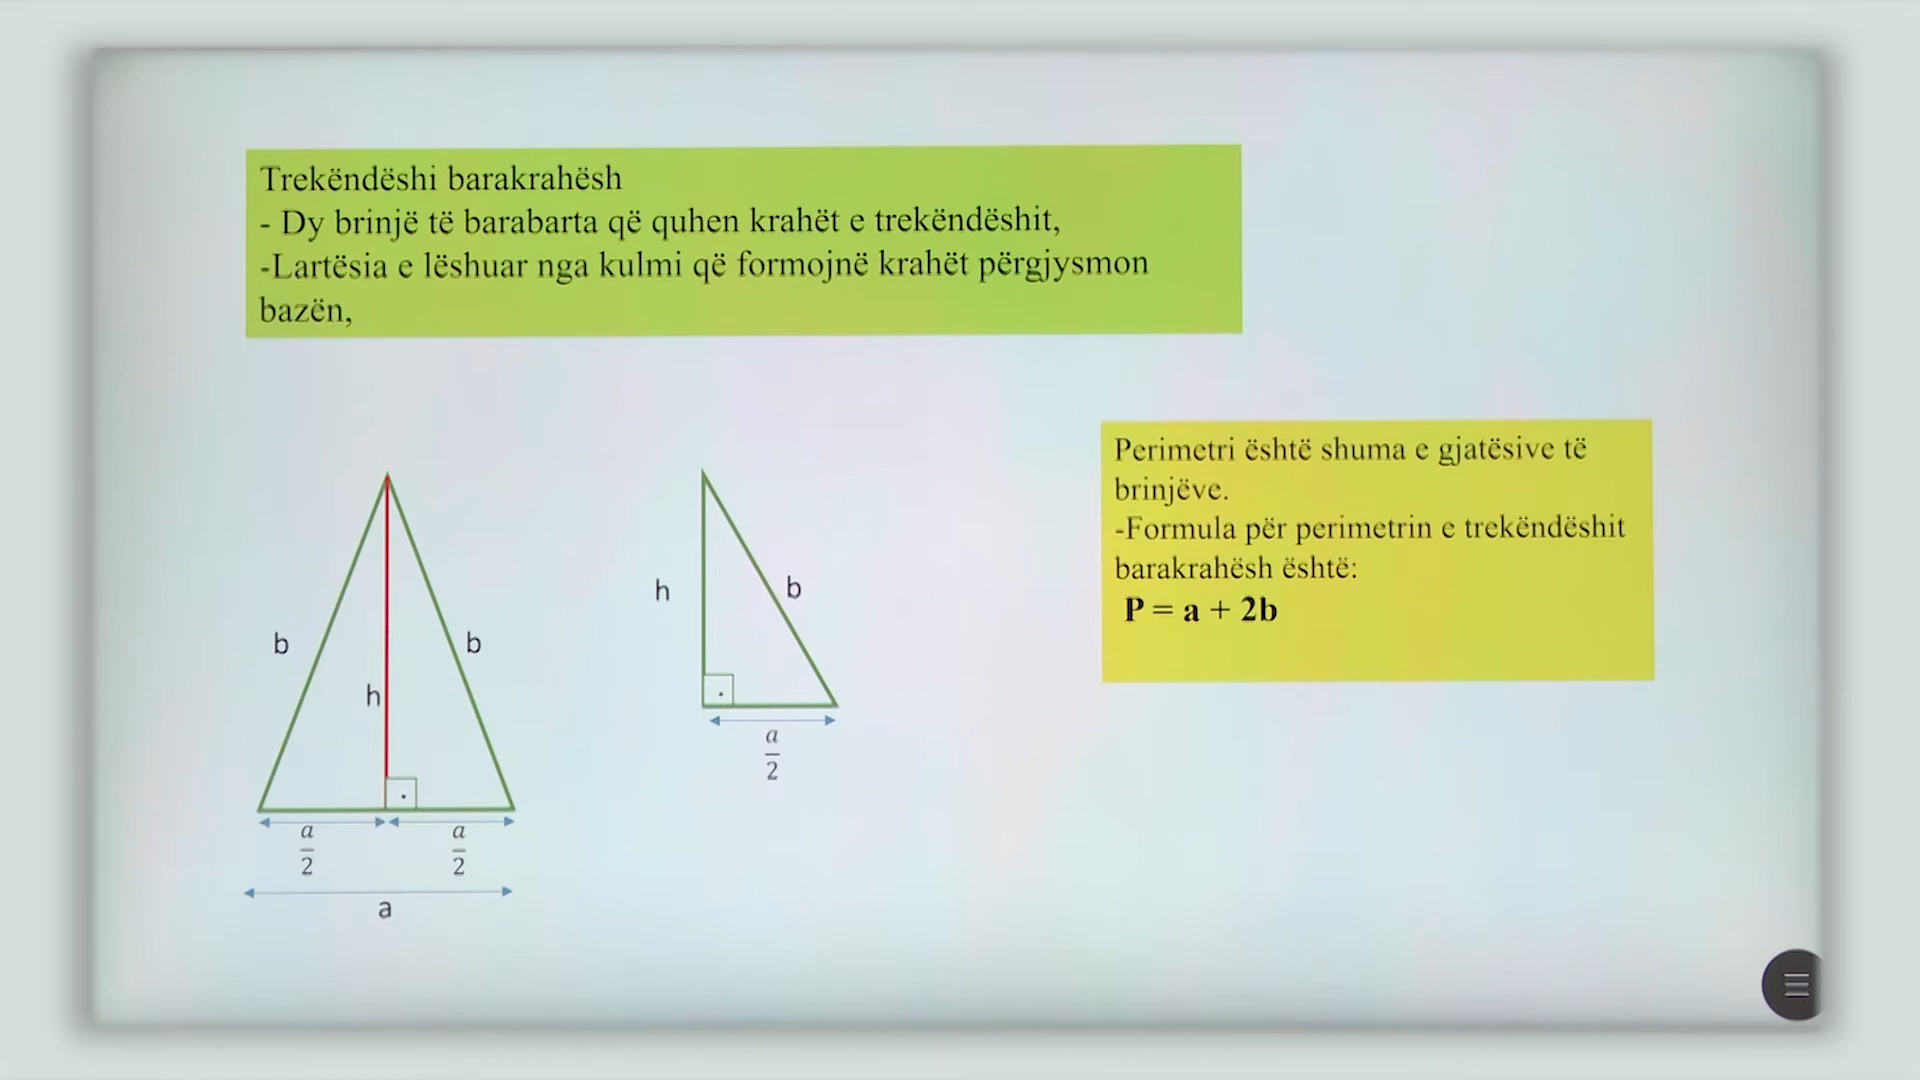 Trekëndëshi barakrahësh
- Dy brinjë të barabarta që quhen krahët e trekëndëshit,
-Lartësia e lëshuar nga kulmi që formojnë krahët përgjysmon
bazën,
Perimetri është shuma e gjatësive të
brinjëve.
-Formula për perimetrin e trekëndëshit
barakrahësh është:
P = a + 2b
b
b
h
a
2
a
2
a
h
b
a
2